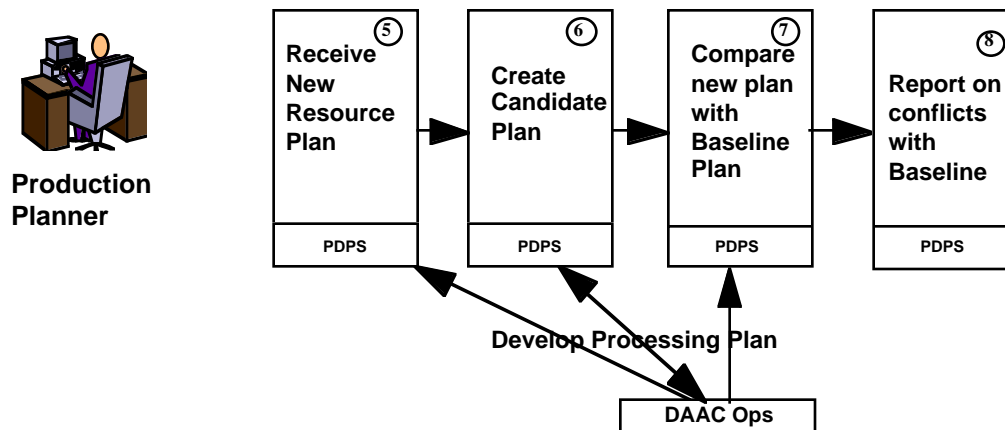 Production
Planner
5
Receive
New
Resource
Plan
PDPS
6
Create
Candidate
Plan
PDPS
7
Compare
new plan
with
Baseline
Plan
PDPS
8
Report on
conflicts
with
Baseline
PDPS
Develop Processing Plan
DAAC Ops